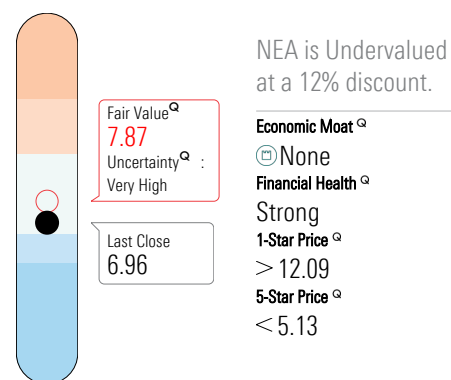 NEA is Undervalued
at a 12% discount.
Fair Value Q
7.87
Uncertainty Q :
Very High
Last Close
6.96
Economic Moat Q
None
Financial Health Q
Strong
1-Star Price Q
> 12.09
5-Star Price Q
< 5.13